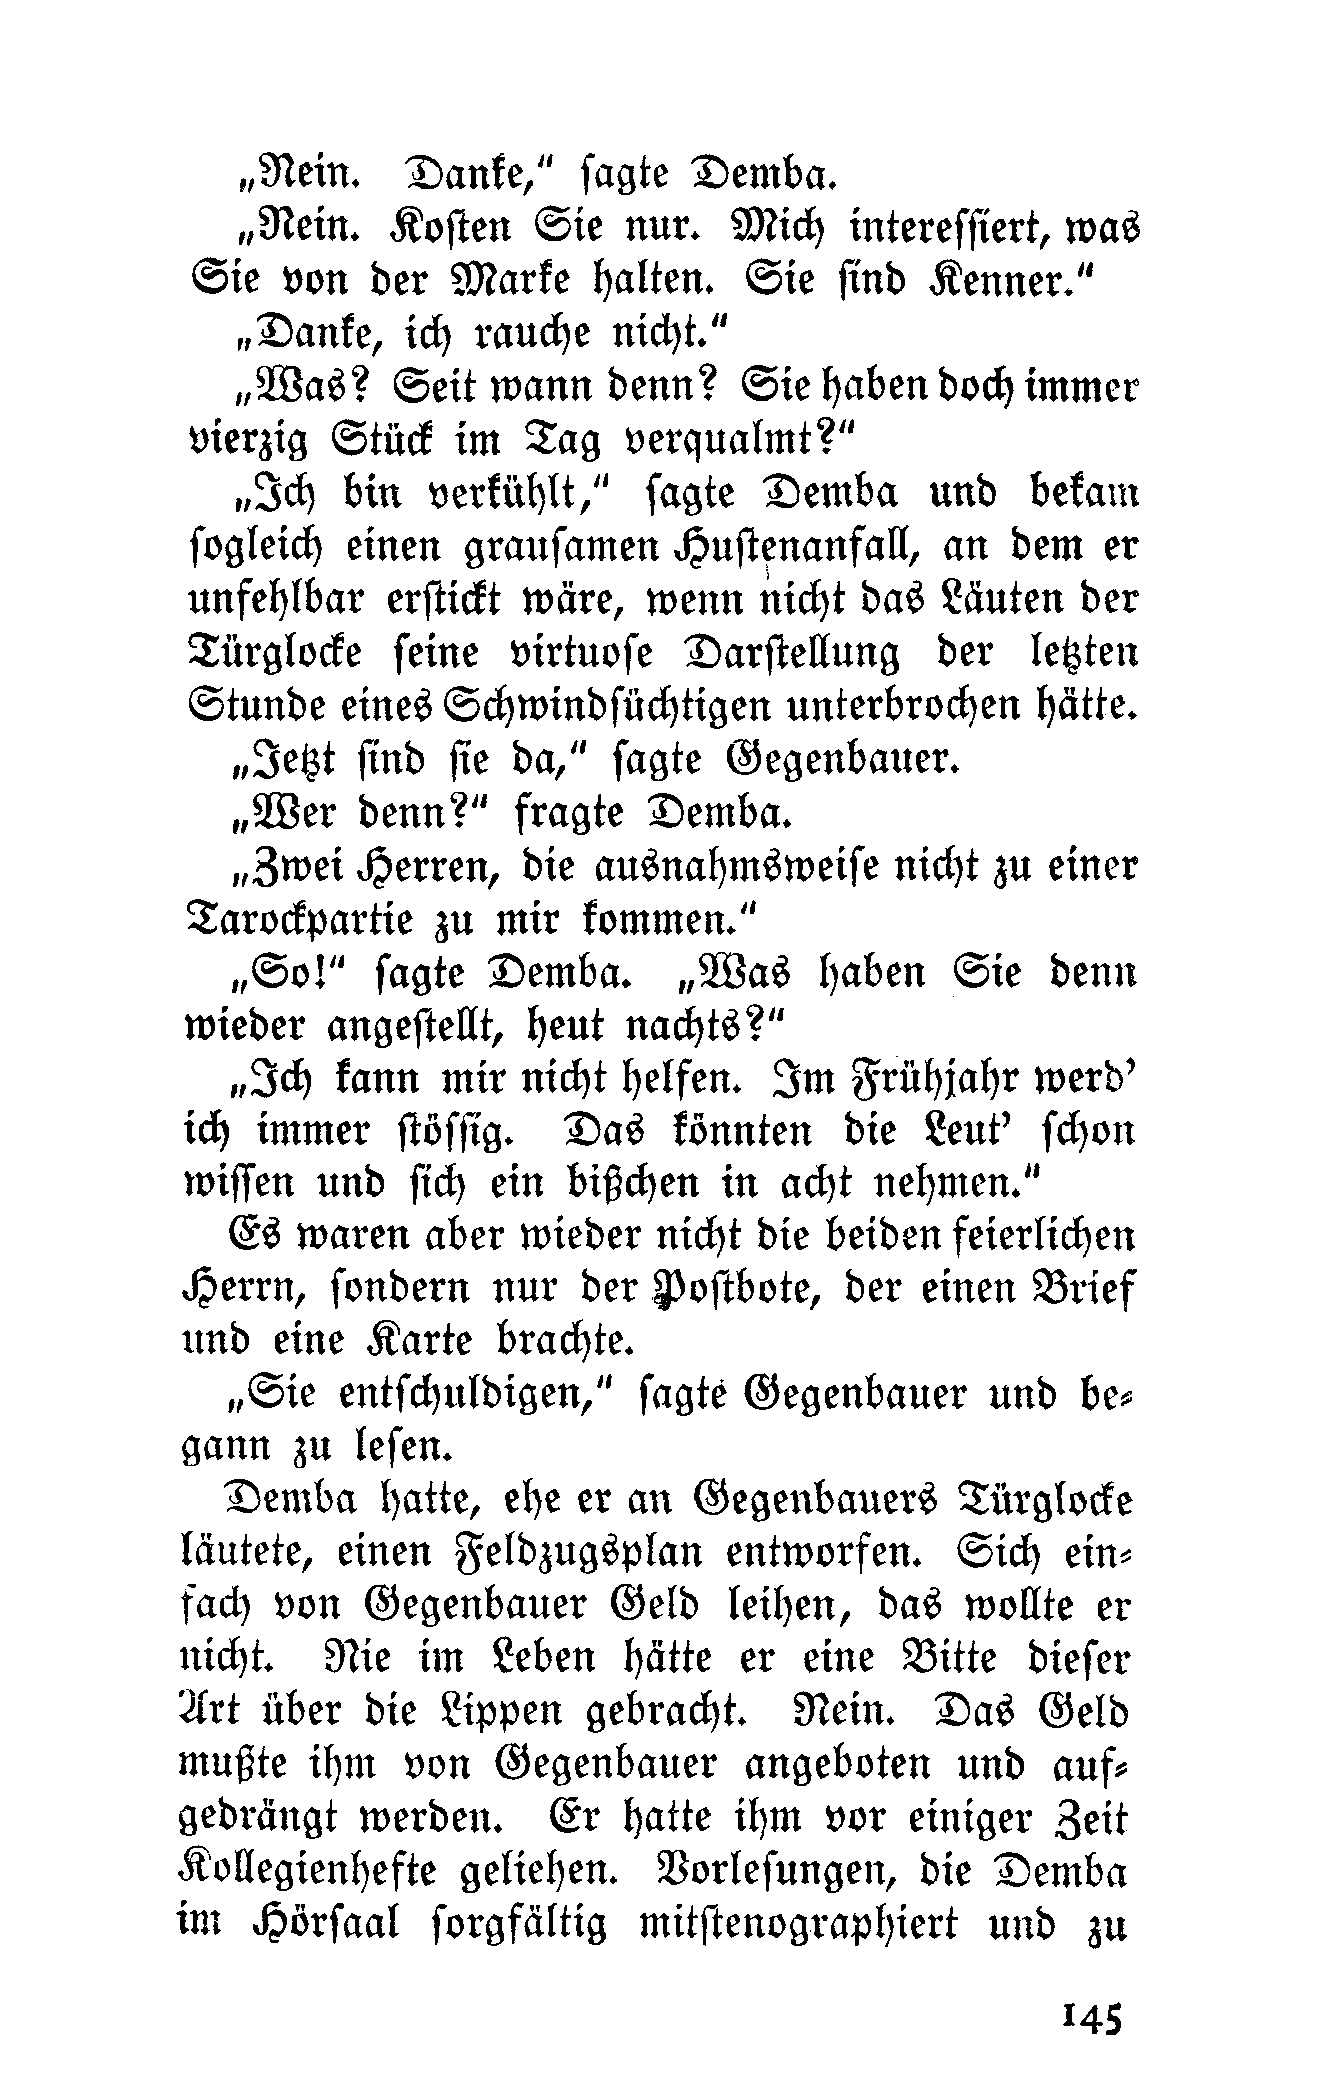 „Nein. Danke,“ sagte Demba.
„Nein. Kosten Sie nur. Mich interessiert, was
Sie von der Marke halten. Sie sind Kenner.“
„Danke, ich rauche nicht.“
„Was? Seit wann denn? Sie haben doch immer
vierzig Stück im Tag verqualmt?“
„Ich bin verkühlt,“ sagte Demba und bekam
sogleich einen grausamen Hustenanfall, an dem er
unfehlbar erstickt wäre, wenn nicht das Läuten der
Türglocke seine virtuose Darstellung der letzten
Stunde eines Schwindsüchtigen unterbrochen hätte.
„Jetzt sind sie da,“ sagte Gegenbauer.
„Wer denn?“ fragte Demba.
„Zwei Herren, die ausnahmsweise nicht zu einer
Tarockpartie zu mir kommen.“
„So!“ sagte Demba. „Was haben Sie denn
wieder angestellt, heut nachts?“
„Ich kann mir nicht helfen. Im Frühjahr werd’
ich immer stössig. Das könnten die Leut’ schon
wissen und sich ein bißchen in acht nehmen.“
Es waren aber wieder nicht die beiden feierlichen
Herrn, sondern nur der Postbote, der einen Brief
und eine Karte brachte.
„Sie entschuldigen,“ sagte Gegenbauer und be-
gann zu lesen.
Demba hatte, ehe er an Gegenbauers Türglocke
läutete, einen Feldzugsplan entworfen. Sich ein-
fach von Gegenbauer Geld leihen, das wollte er
nicht. Nie im Leben hätte er eine Bitte dieser
Art über die Lippen gebracht. Nein. Das Geld
mußte ihm von Gegenbauer angeboten und auf-
gedrängt werden. Er hatte ihm vor einiger Zeit
Kollegienhefte geliehen. Vorlesungen, die Demba
im Hörsaal sorgfältig mitstenographiert und zu
145